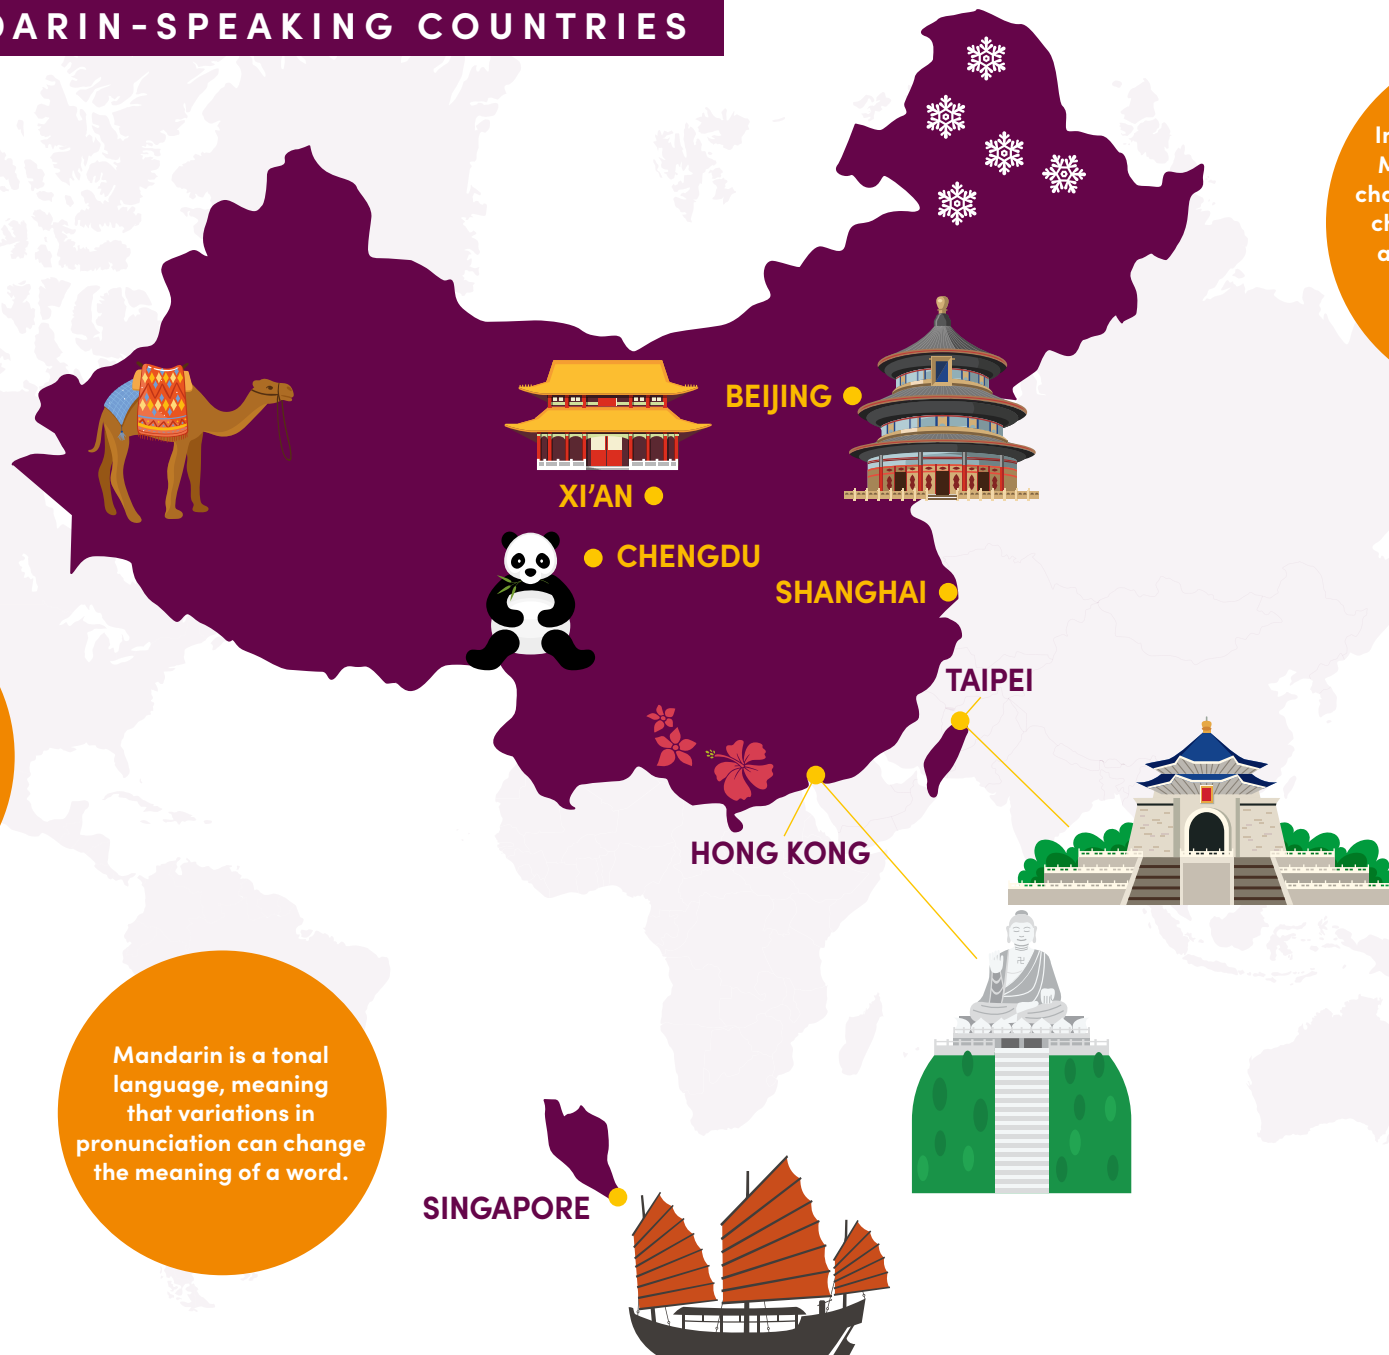 DARIN-SPEAKING COUNTRIES
BEIJING
XI'AN
CHENGDU
SHANGHAI
TAIPEI
HONG KONG
Mandarin is a tonal
language, meaning
that variations in
pronunciation can change
the meaning of a word.
SINGAPORE